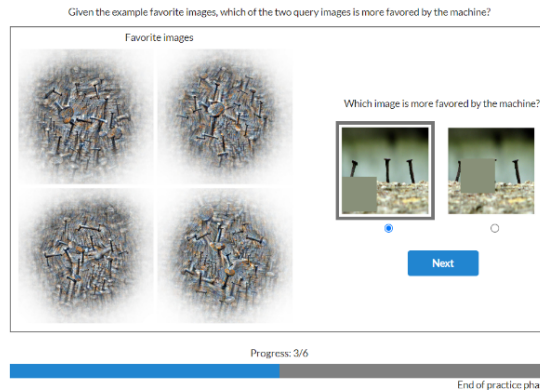 Given the example favorite images, which of the two query images is more favored by the machine?
Favorite images
Which image is more favored by the machine?
Next
Progress: 3/6
End of practice